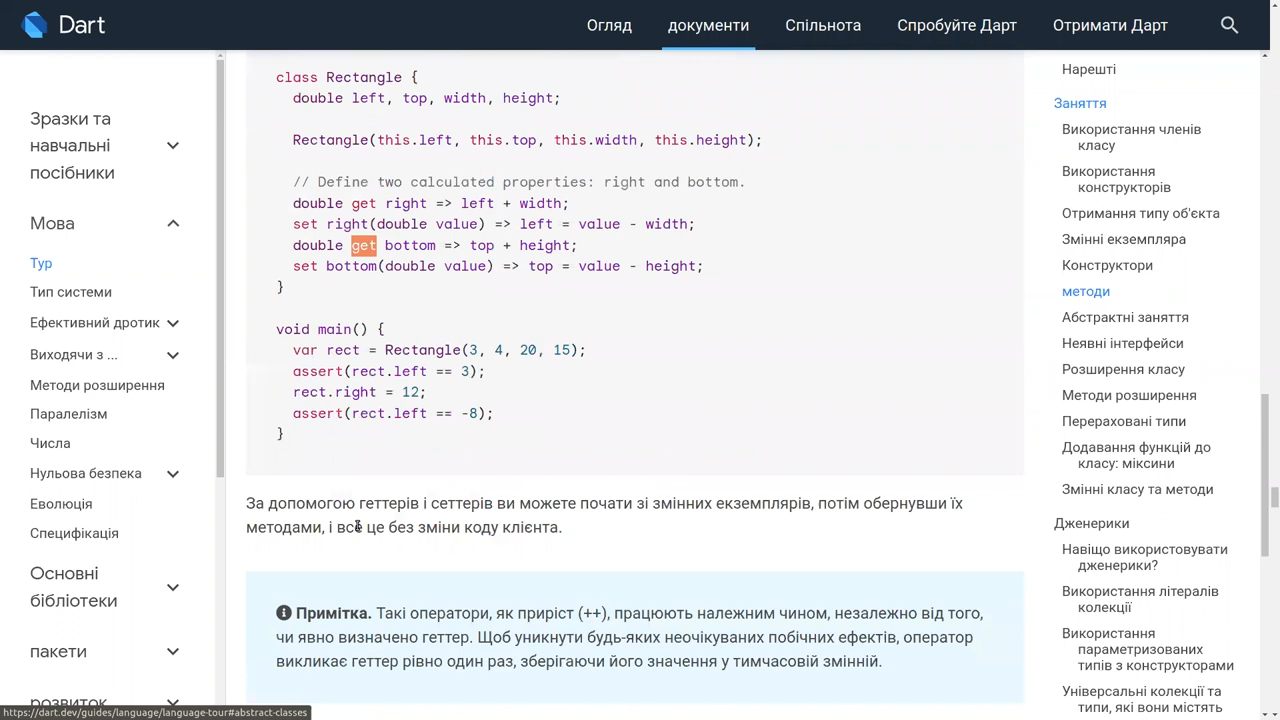 Dart
Огляд
документи
Спільнота
Спробуйте Дарт
Отримати Дарт
Зразки та
навчальні
посібники
Мова
Тур
Тип системи
Ефективний дротик
Виходячи з ...
Методи розширення
Паралелізм
Числа
Нульова безпека
Еволюція
Специфікація
Основні
бібліотеки
пакети
розвиток
class Rectangle {
double left, top, width, height;
Rectangle(this.left, this.top, this.width, this.height);
// Define two calculated properties: right and bottom.
double get right => left + width;
set right(double value) => left = value - width;
double get bottom => top + height;
set bottom(double value) => top = value - height;
}
void main() {
var rect = Rectangle(3, 4, 20, 15);
assert(rect.left == 3);
rect.right = 12;
assert(rect.left == -8);
}
За допомогою геттерів і сеттерів ви можете почати зі змінних екземплярів, потім обернувши їх
методами, і все це без зміни коду клієнта.
Примітка. Такі оператори, як приріст (++), працюють належним чином, незалежно від того,
чи явно визначено геттер. Щоб уникнути будь-яких неочікуваних побічних ефектів, оператор
викликає геттер рівно один раз, зберігаючи його значення у тимчасовій змінній.
Нарешті
Заняття
Використання членів
класу
Використання
конструкторів
Отримання типу об'єкта
Змінні екземпляра
Конструктори
методи
Абстрактні заняття
Неявні інтерфейси
Розширення класу
Методи розширення
Перераховані типи
Додавання функцій до
класу: міксини
Змінні класу та методи
Дженерики
Навіщо використовувати
дженерики?
Використання літералів
колекції
Використання
параметризованих
типів з конструкторами
Універсальні колекції та
типи, які вони містять
https://dart.dev/guides/language/language-tour#abstract-classes